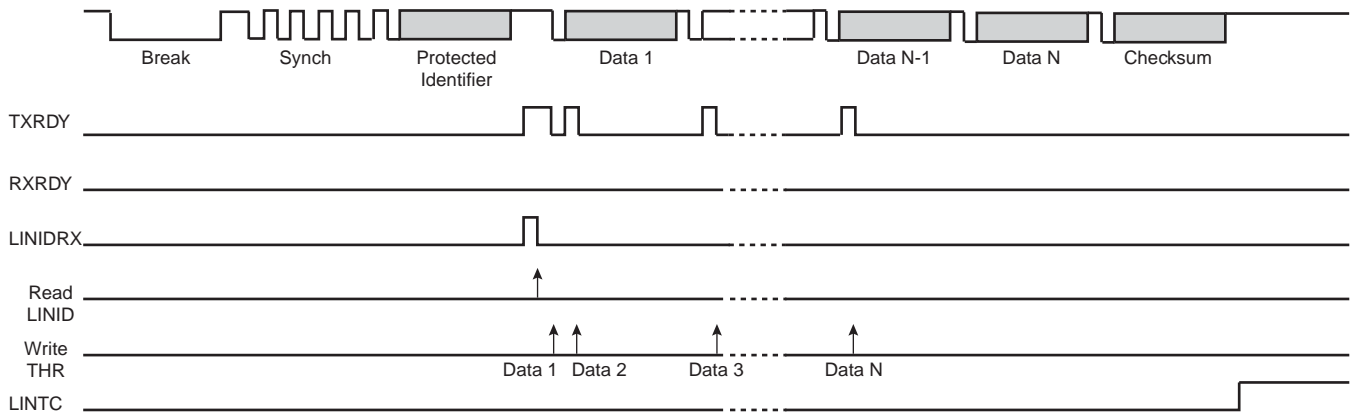 Break
Synch
Protected
Identifier
Data 1
Data N-1
Data N
Checksum
TXRDY
RXRDY
LINIDRX
Read
LINID
Write
THR
Data 1
Data 2
Data 3
Data N
LINTC